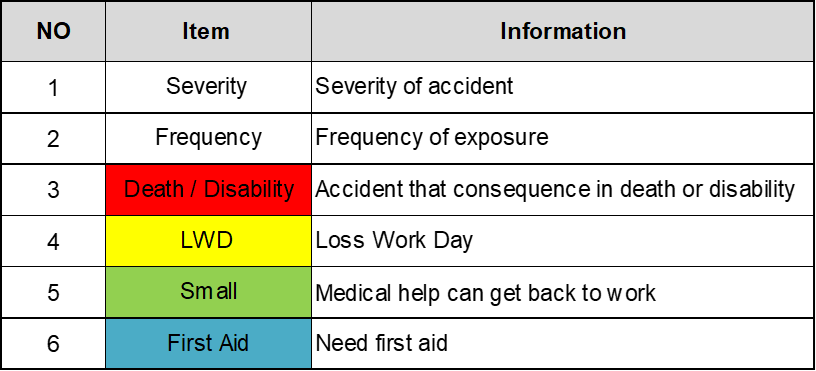 NO Item Information
1 Severity Severity of accident
2 Frequency Frequency of exposure
3 Death / Disability Accident that consequence in death or disability
4 LWD Loss Work Day
5 Small Medical help can get back to work
6 First Aid Need first aid